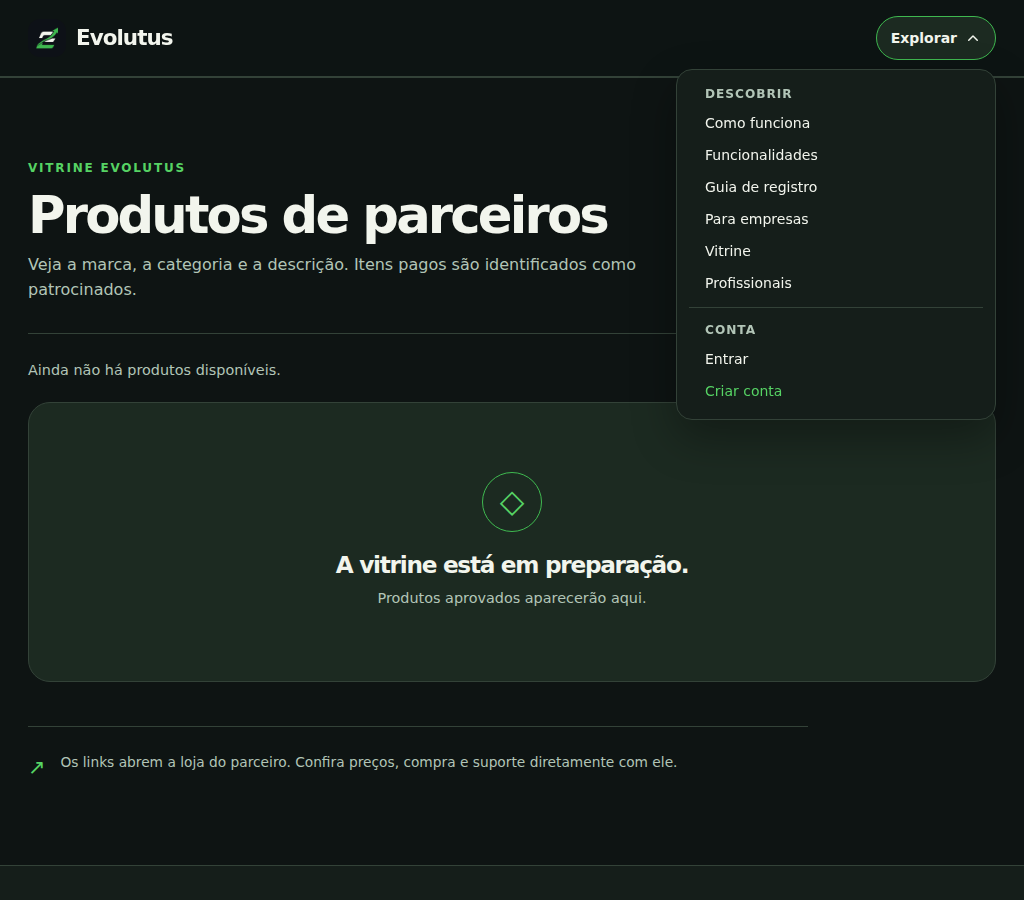 Evolutus
Explorar
DESCOBRIR
Como funciona
Funcionalidades
Guia de registro
Para empresas
Vitrine
Profissionais
CONTA
Entrar
Criar conta
VITRINE EVOLUTUS
Produtos de parceiros
Veja a marca, a categoria e a descrição. Itens pagos são identificados como
patrocinados.
Ainda não há produtos disponíveis.
A vitrine está em preparação.
Produtos aprovados aparecerão aqui.
Os links abrem a loja do parceiro. Confira preços, compra e suporte diretamente com ele.